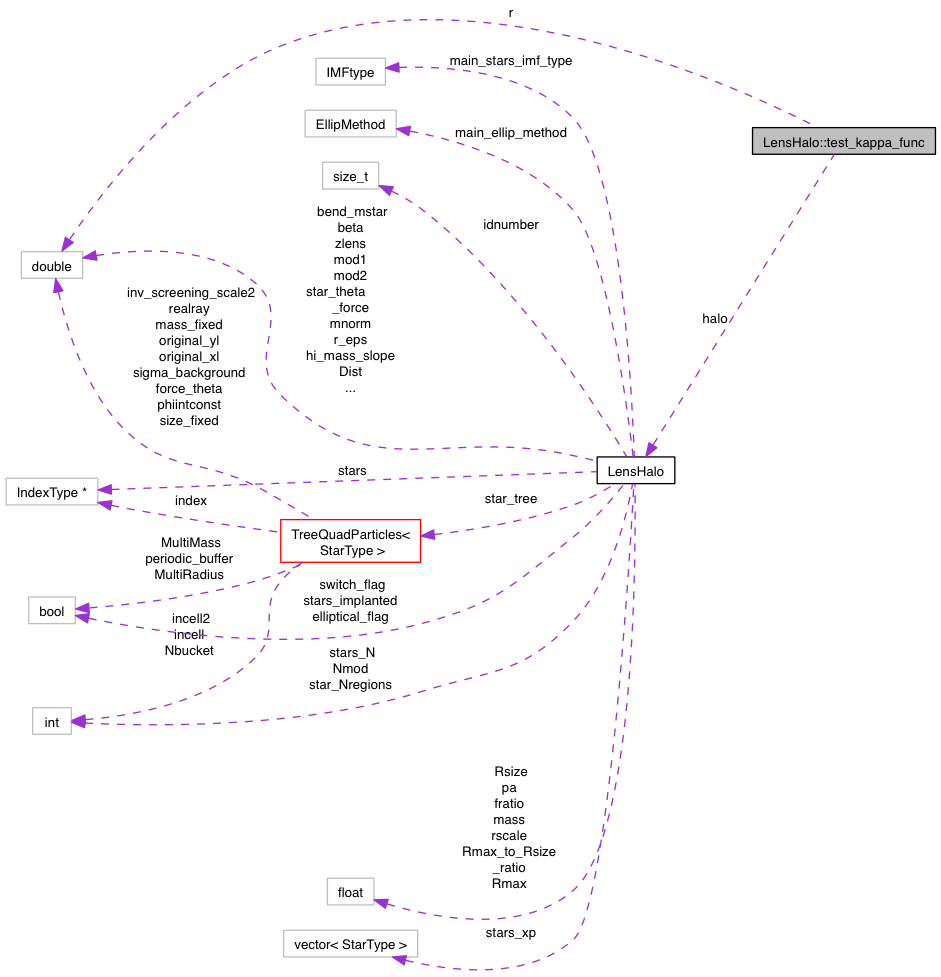 r
main_stars_imf_type
IMFtype
EllipMethod
main_ellip_method
LensHalo::test_kappa_func
size_t
idnumber
bend_mstar
beta
zlens
mod1
mod2
star_theta
_force
mnorm
r_eps
hi_mass_slope
Dist
...
double
inv_screening_scale2
realray
mass_fixed
original_yl
original_xl
sigma_background
force_theta
phiintconst
size_fixed
halo
LensHalo
stars
IndexType *
index
star_tree
TreeQuadParticles<
StarType >
MultiMass
periodic_buffer
MultiRadius
bool
switch_flag
stars_implanted
elliptical_flag
incell2
incell
Nbucket
stars_N
Nmod
star_Nregions
int
Rsize
pa
fratio
mass
rscale
Rmax_to_Rsize
_ratio
Rmax
float
stars_xp
vector< StarType >